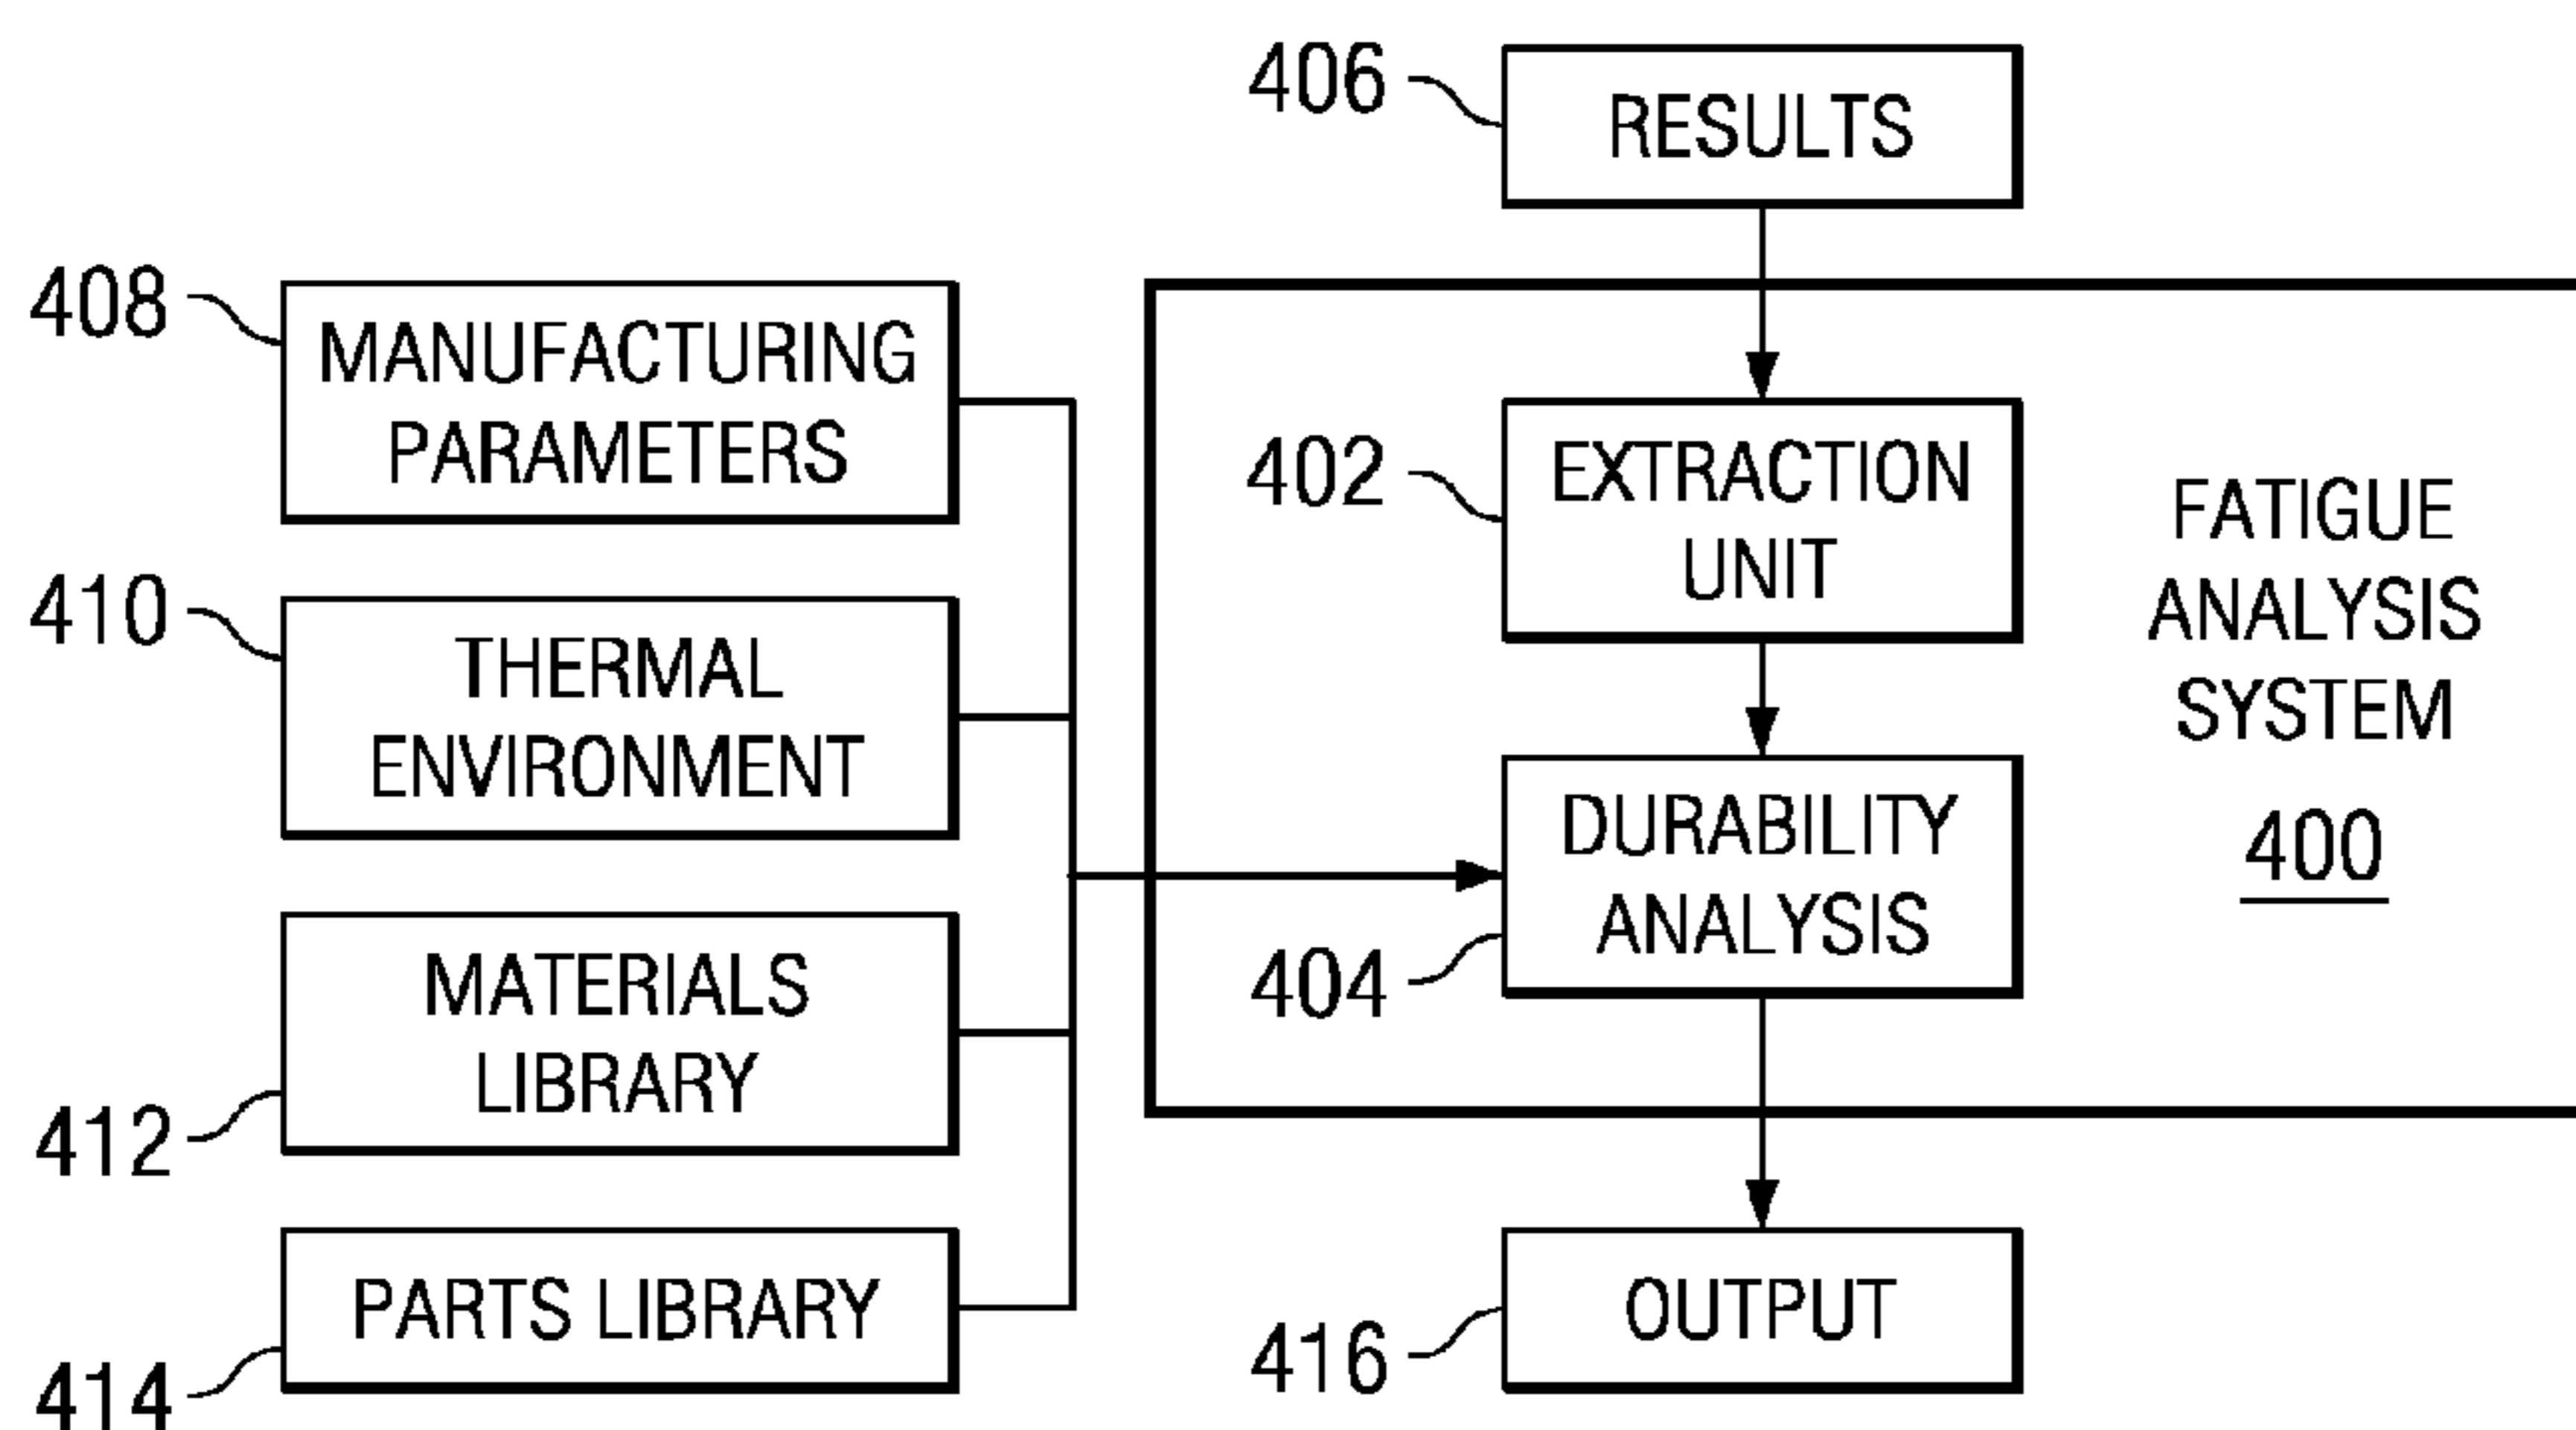 406
RESULTS
408
MANUFACTURING
PARAMETERS
402
EXTRACTION
UNIT
FATIGUE
ANALYSIS
SYSTEM
400
410
THERMAL
ENVIRONMENT
DURABILITY
ANALYSIS
404
MATERIALS
LIBRARY
412
PARTS LIBRARY
414
OUTPUT
416